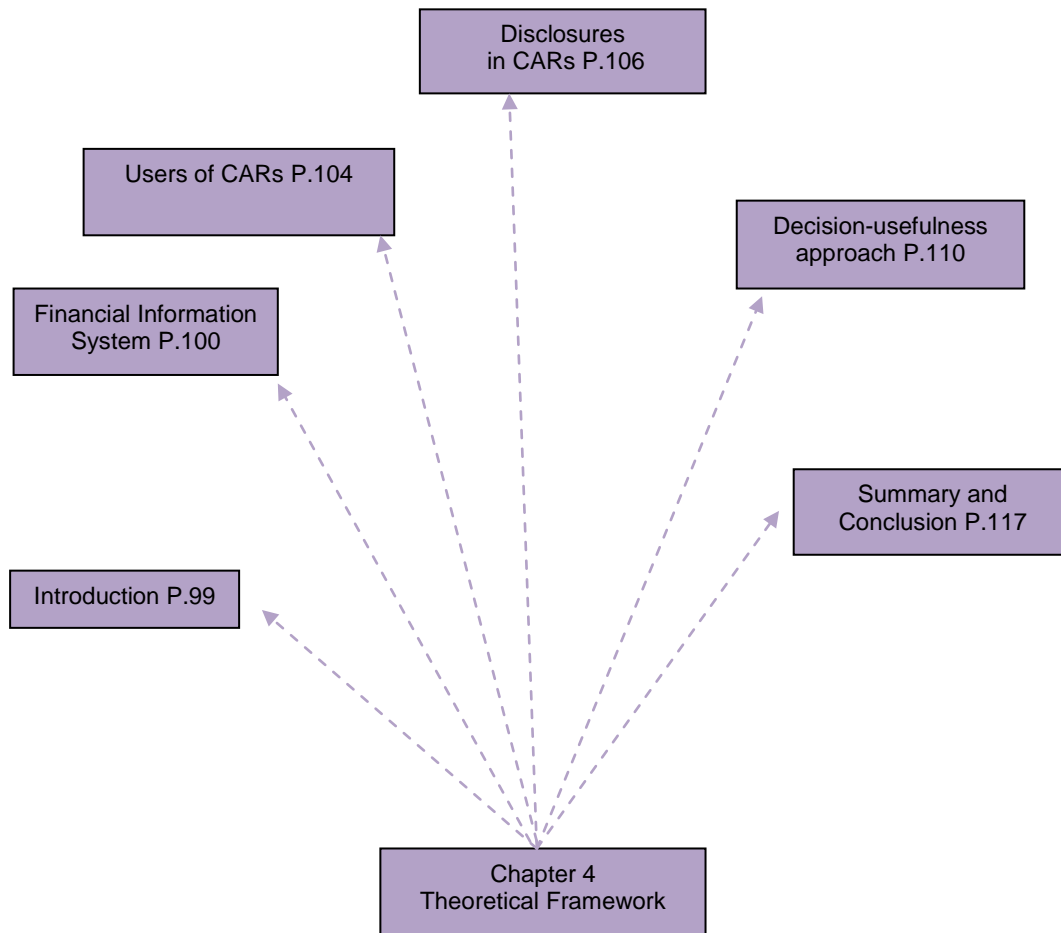 Disclosures
in CARs P.106
Users of CARs P.104
Decision-usefulness
approach P.110
Financial Information
System P.100
Summary and
Conclusion P.117
Introduction P.99
Chapter 4
Theoretical Framework